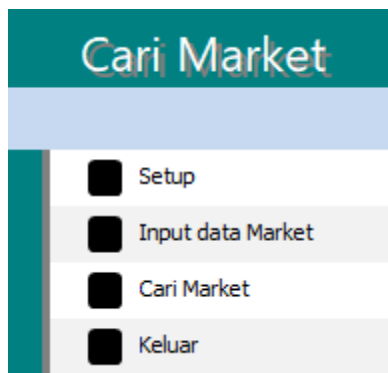 Cari Market
Setup
Input data Market
Cari Market
Keluar